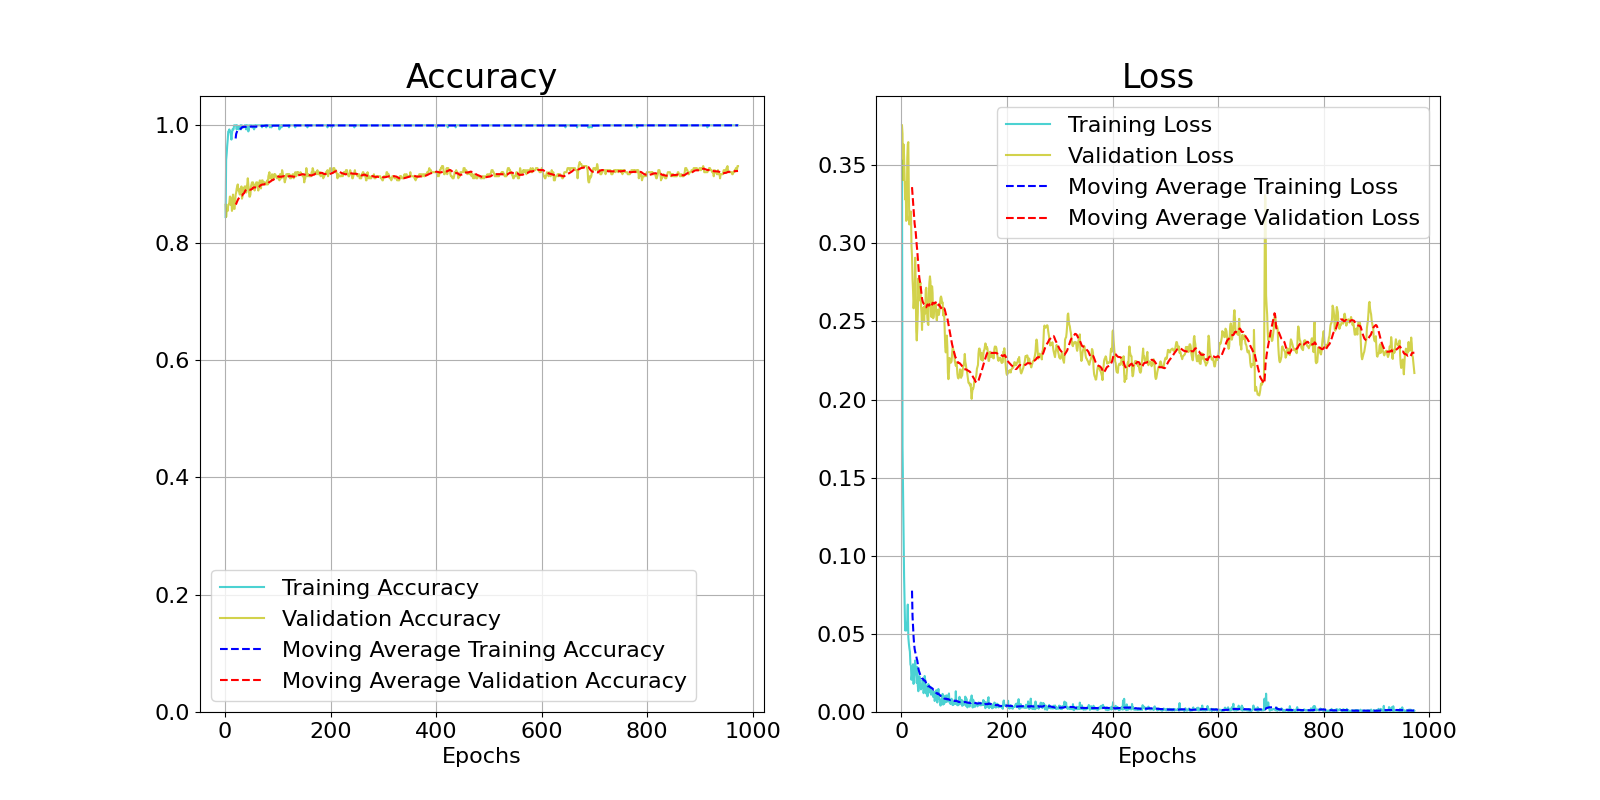 Accuracy
1.0
0.8
0.6
0.4
0.2
0.0
Training Accuracy
Validation Accuracy
Moving Average Training Accuracy
Moving Average Validation Accuracy
0 200 400 600 800 1000
Epochs
Loss
0.35
0.30
0.25
0.20
0.15
0.10
0.05
0.00
Training Loss
Validation Loss
Moving Average Training Loss
Moving Average Validation Loss
0 200 400 600 800 1000
Epochs